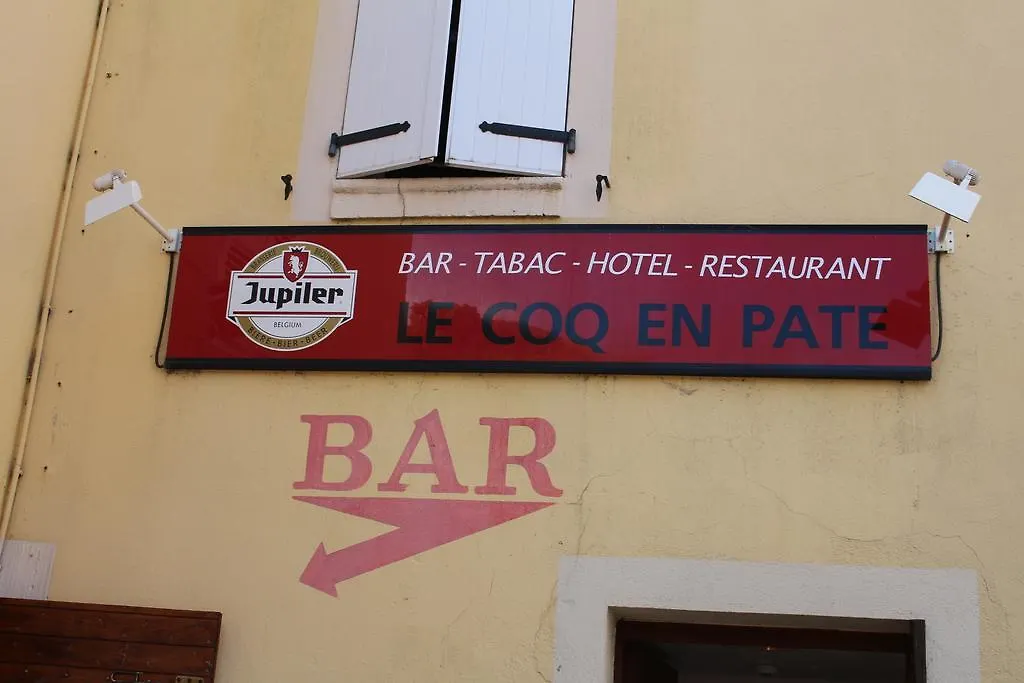 BAR - TABAC - HOTEL - RESTAURANT
LE COQ EN PATE
Jupiler
BELGIUM
BIERE - BIER - BEER
BAR